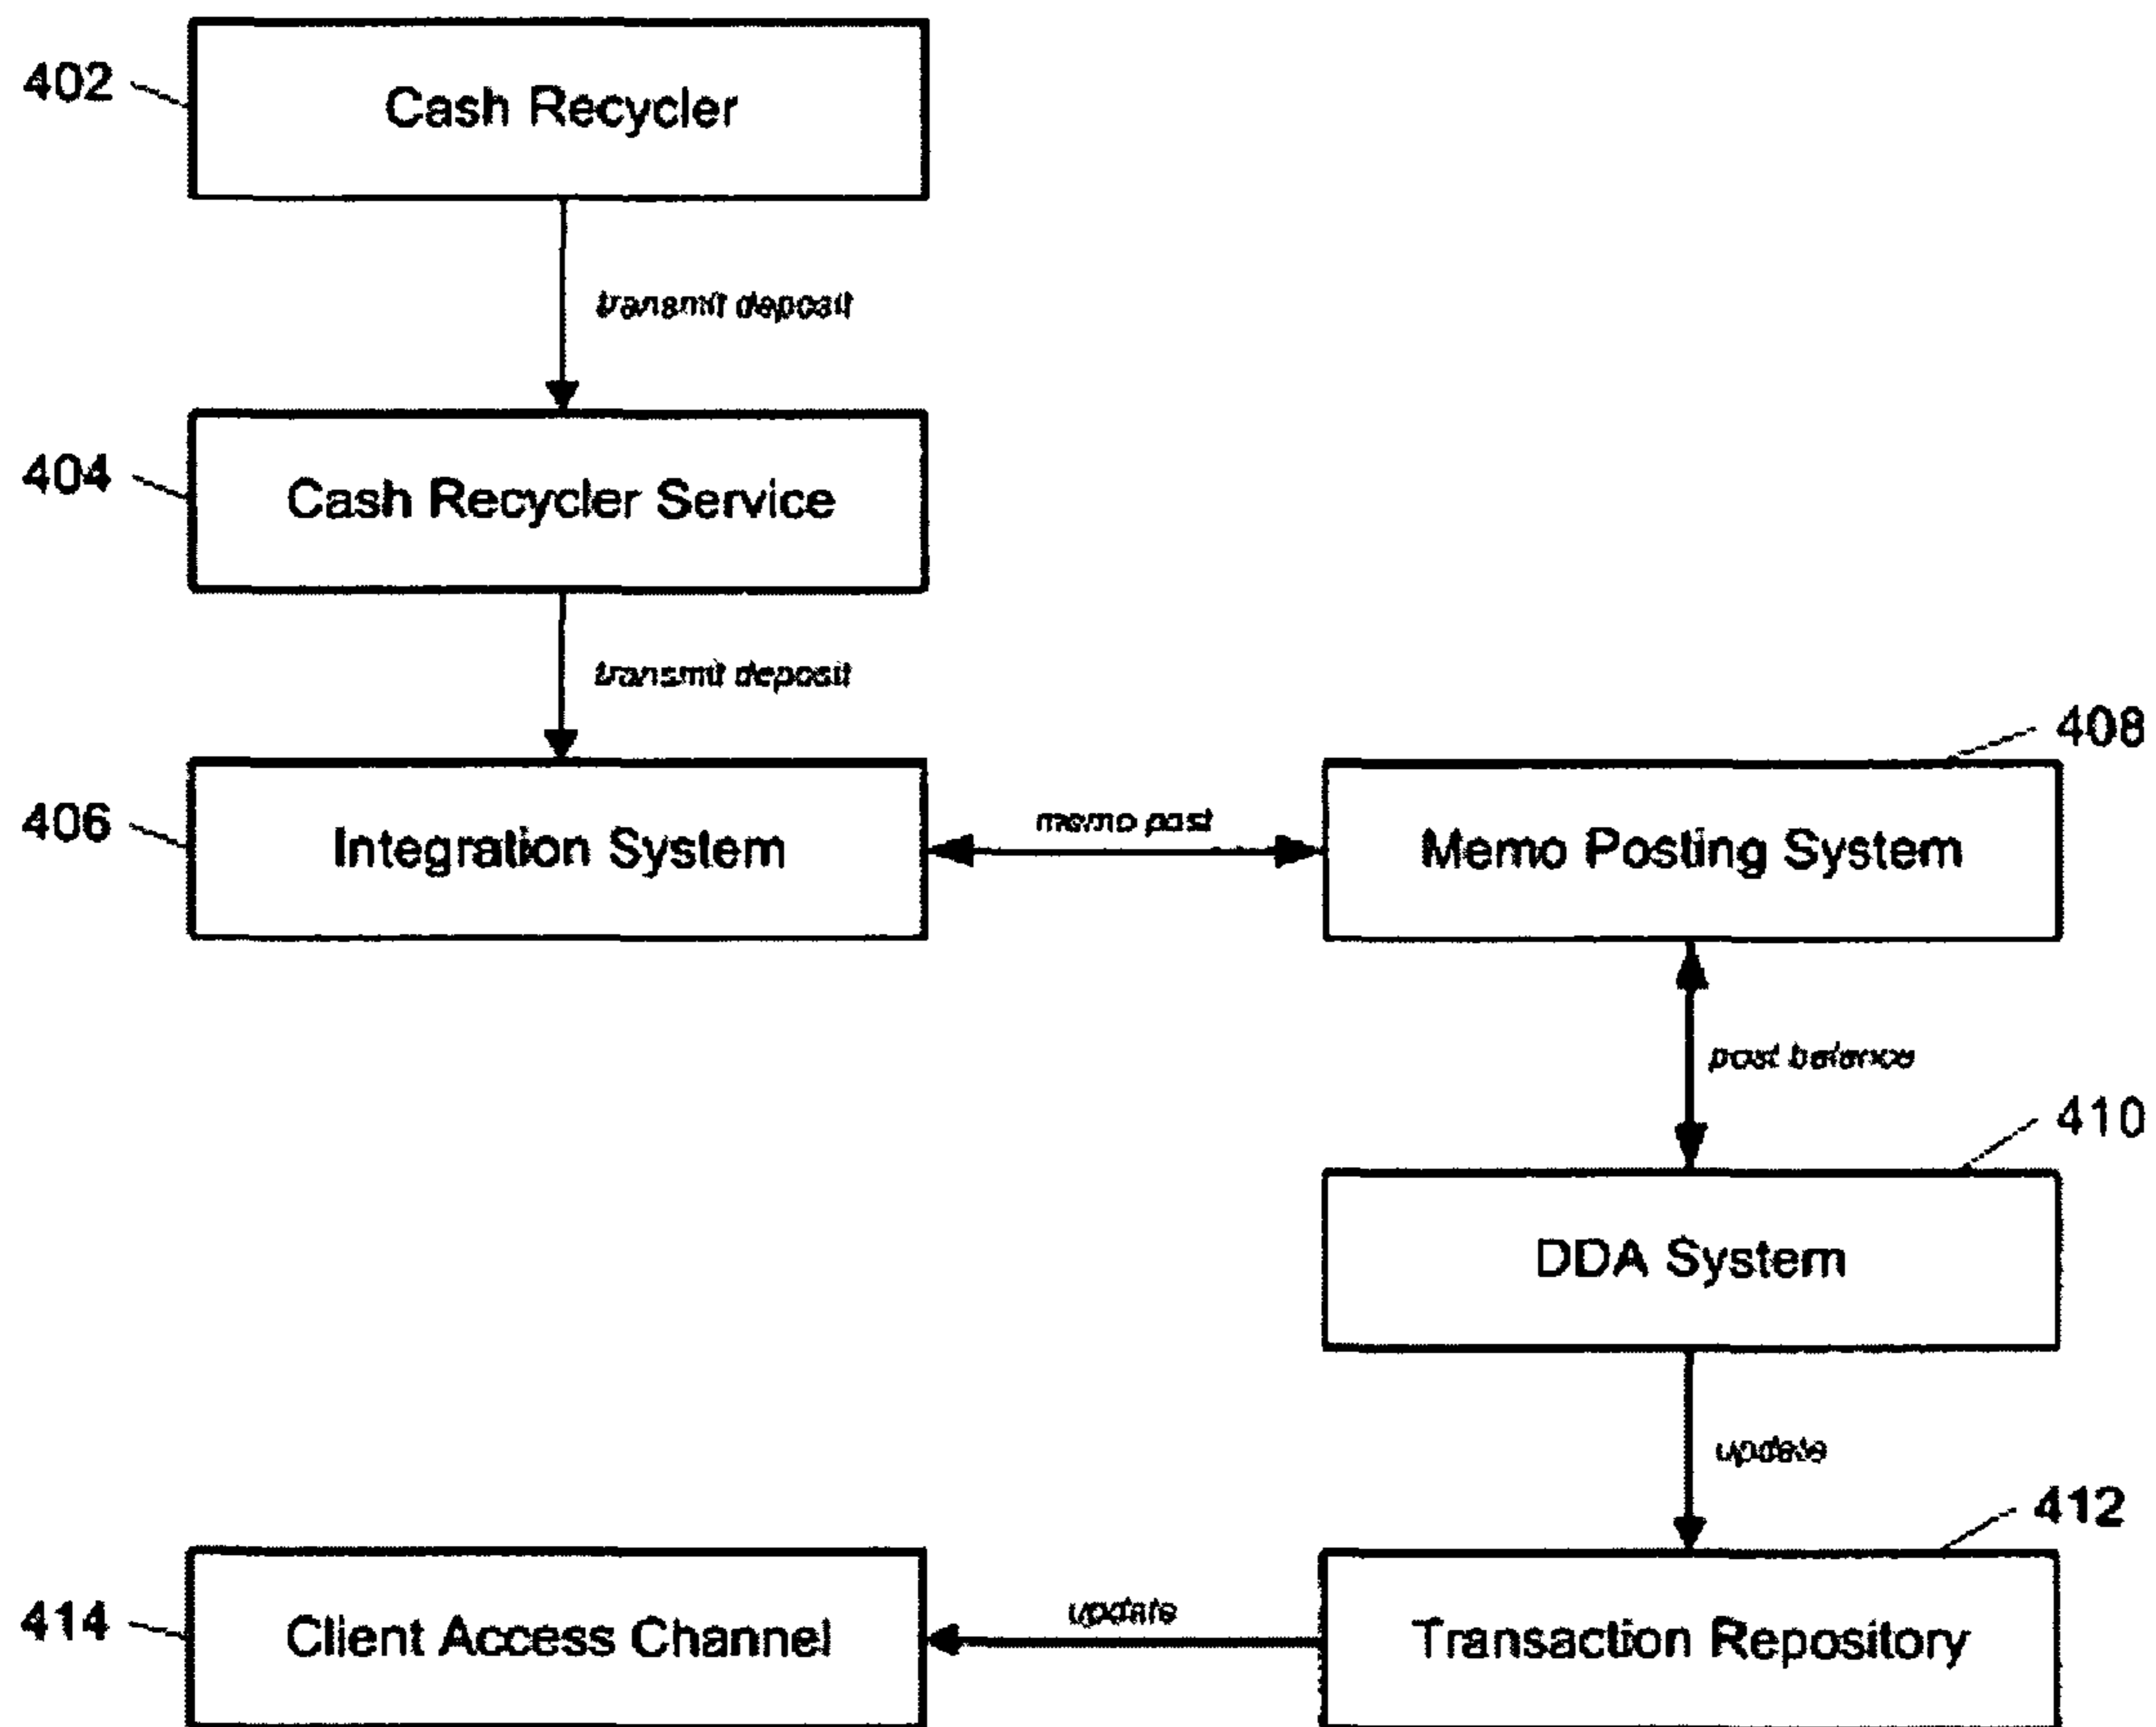 402
Cash Recycler
transmit deposit
404
Cash Recycler Service
transmit deposit
408
406
Integration System
memo post
Memo Posting System
post balance
410
DDA System
update
412
414
Client Access Channel
update
Transaction Repository